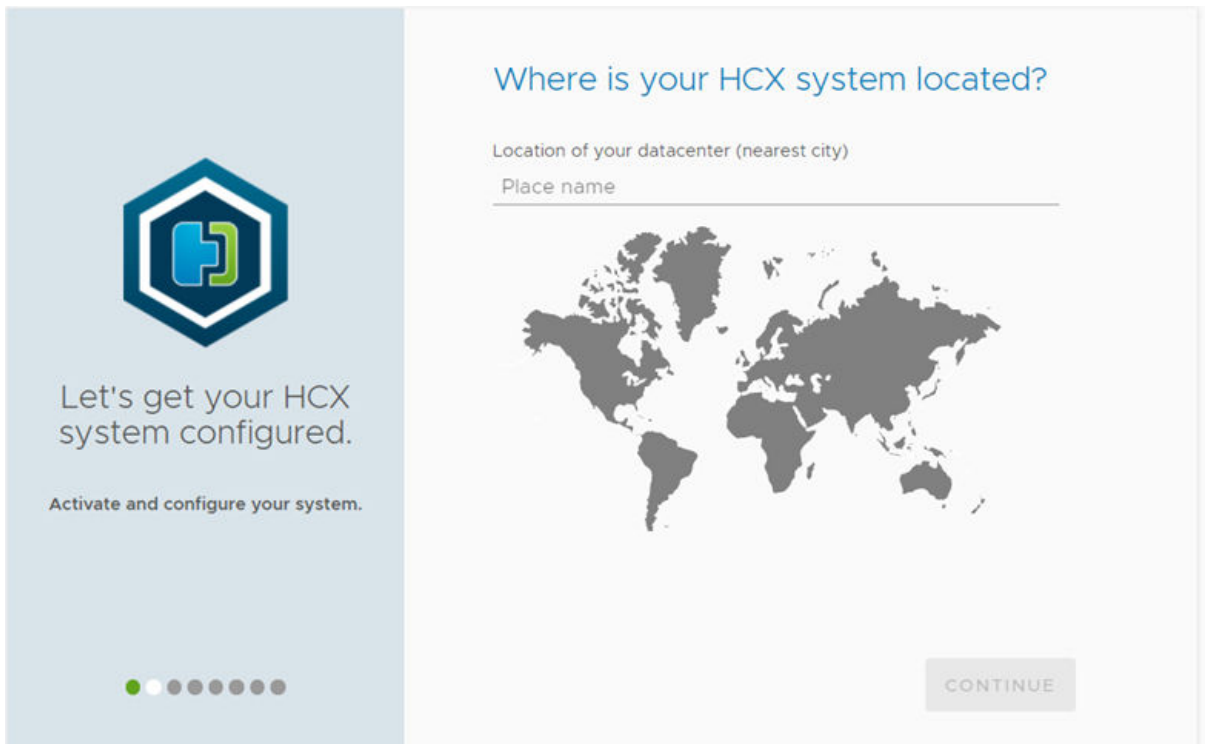 Where is your HCX system located?
Location of your datacenter (nearest city)
Place name
Let's get your HCX
system configured.
Activate and configure your system.
CONTINUE